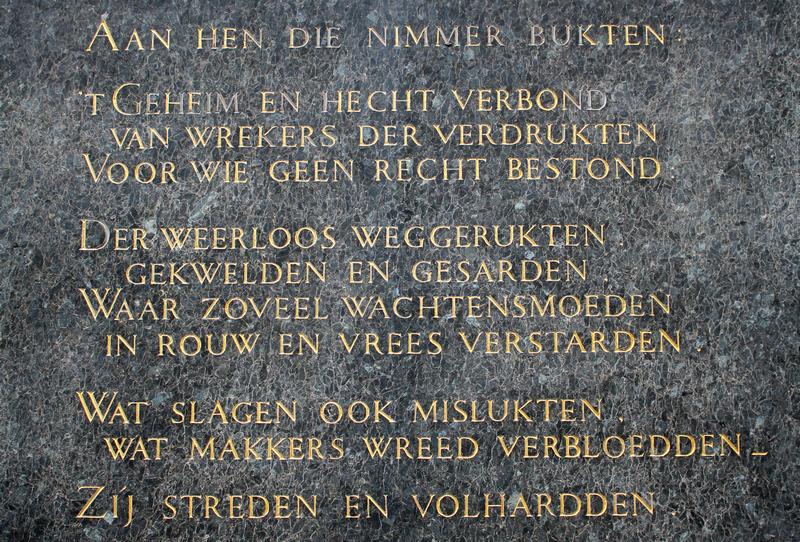 AAN HEN DIE NIMMER BUKTEN:
'T GEHEIM EN HECHT VERBOND
VAN WREKERS DER VERDRUKTEN
VOOR WIE GEEN RECHT BESTOND.
DER WEERLOOS WEGGERUKTEN,
GEKWELDEN EN GESARDEN,
WAAR ZOVEEL WACHTENSMOEDEN
IN ROUW EN VREES VERSTARDEN.
WAT SLAGEN OOK MISLUKTEN,
WAT MAKKERS WREED VERBLOEDDEN_
ZIJ STREDEN EN VOLHARDDEN.